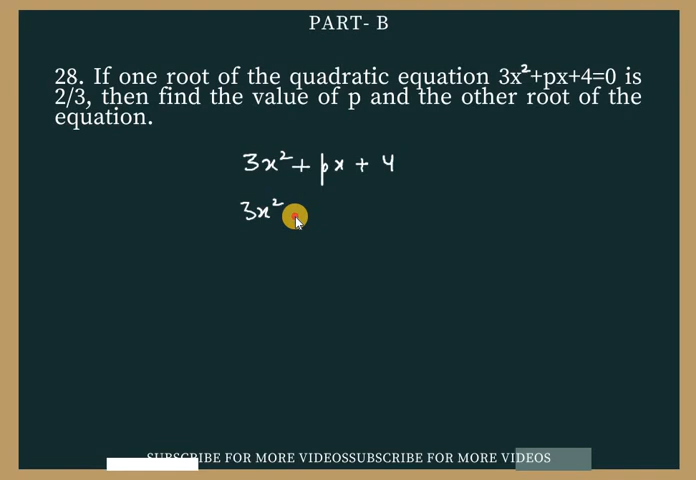 PART- B
28. If one root of the quadratic equation 3x²+px+4=0 is
2/3, then find the value of p and the other root of the
equation.
3x² + px + 4
3x²
SUBSCRIBE FOR MORE VIDEOSSUBSCRIBE FOR MORE VIDEOS